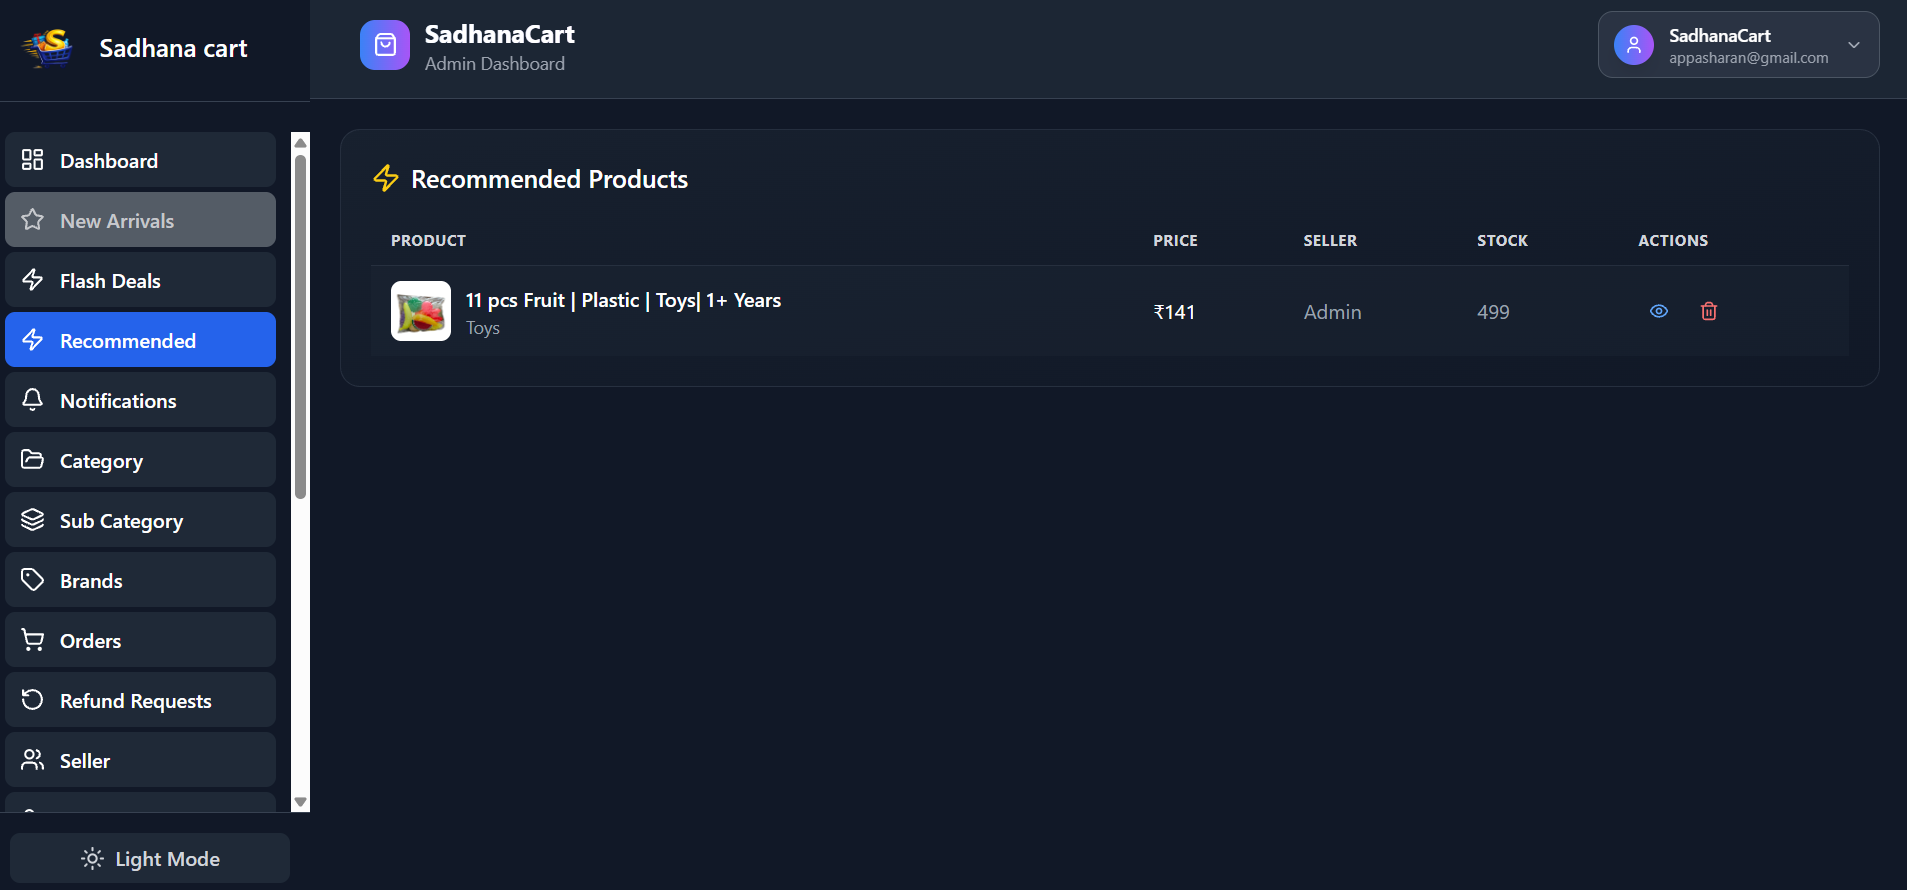 Sadhana cart
SadhanaCart
Admin Dashboard
SadhanaCart
appasharan@gmail.com
Dashboard
New Arrivals
Flash Deals
Recommended
Notifications
Category
Sub Category
Brands
Orders
Refund Requests
Seller
Light Mode
Recommended Products
PRODUCT PRICE SELLER STOCK ACTIONS
11 pcs Fruit | Plastic | Toys| 1+ Years
Toys
₹141 Admin 499